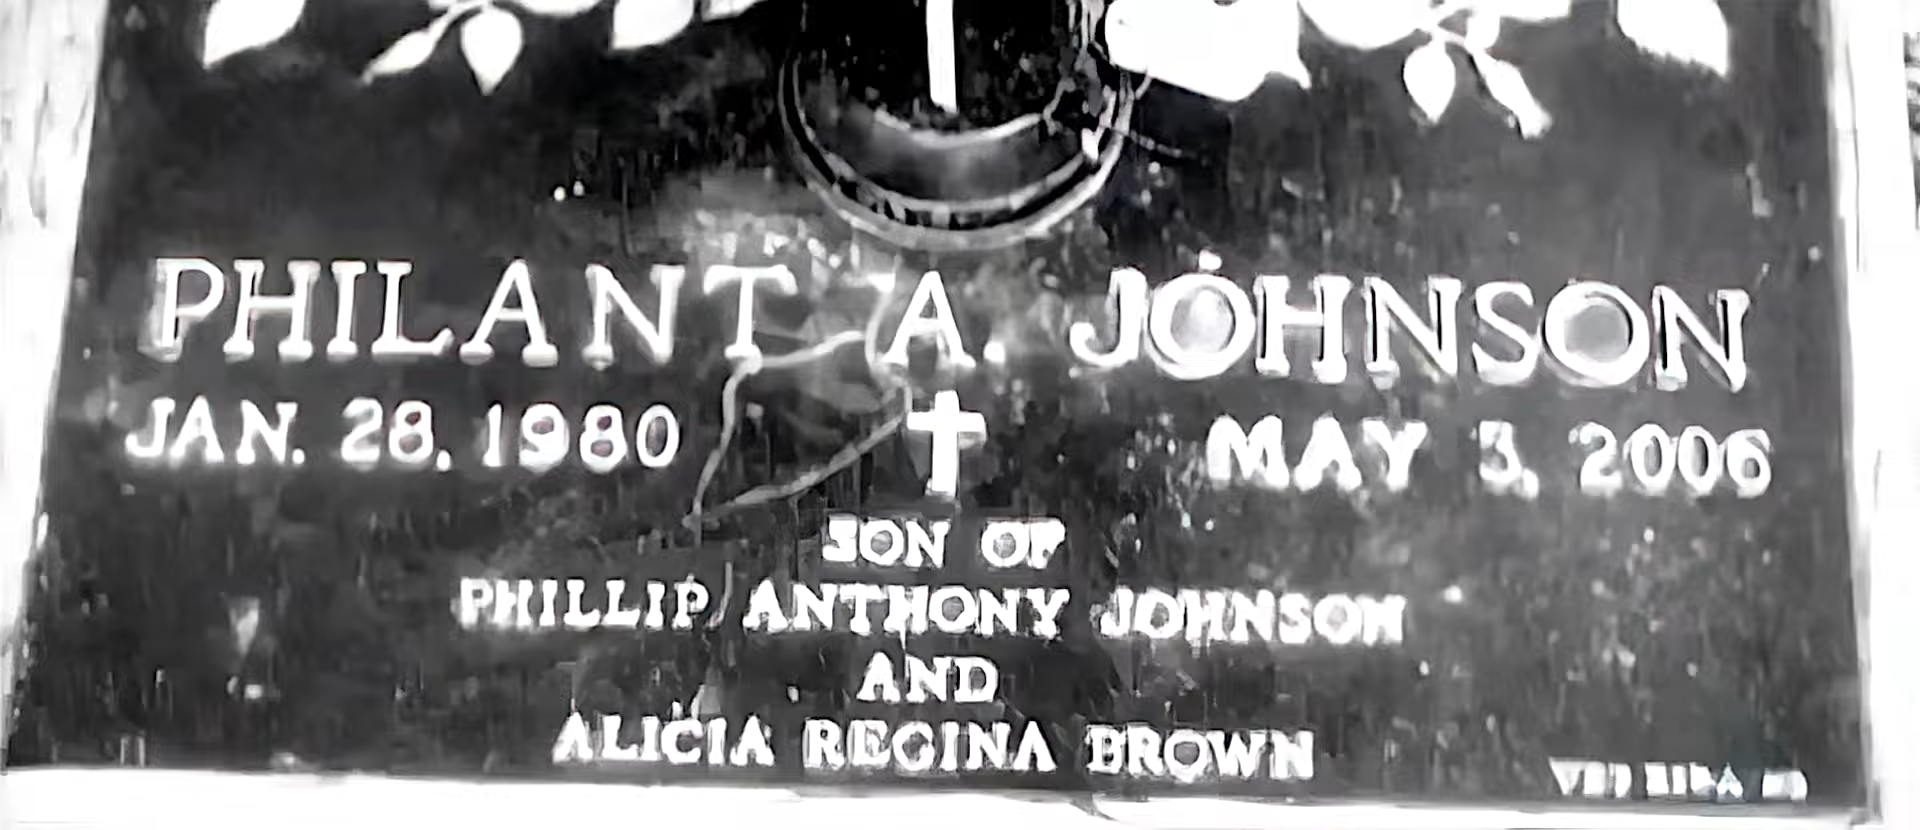 PHILANT A. JOHNSON
JAN. 28, 1980 MAY 3, 2006
SON OF
PHILLIP ANTHONY JOHNSON
AND
ALICIA REGINA BROWN